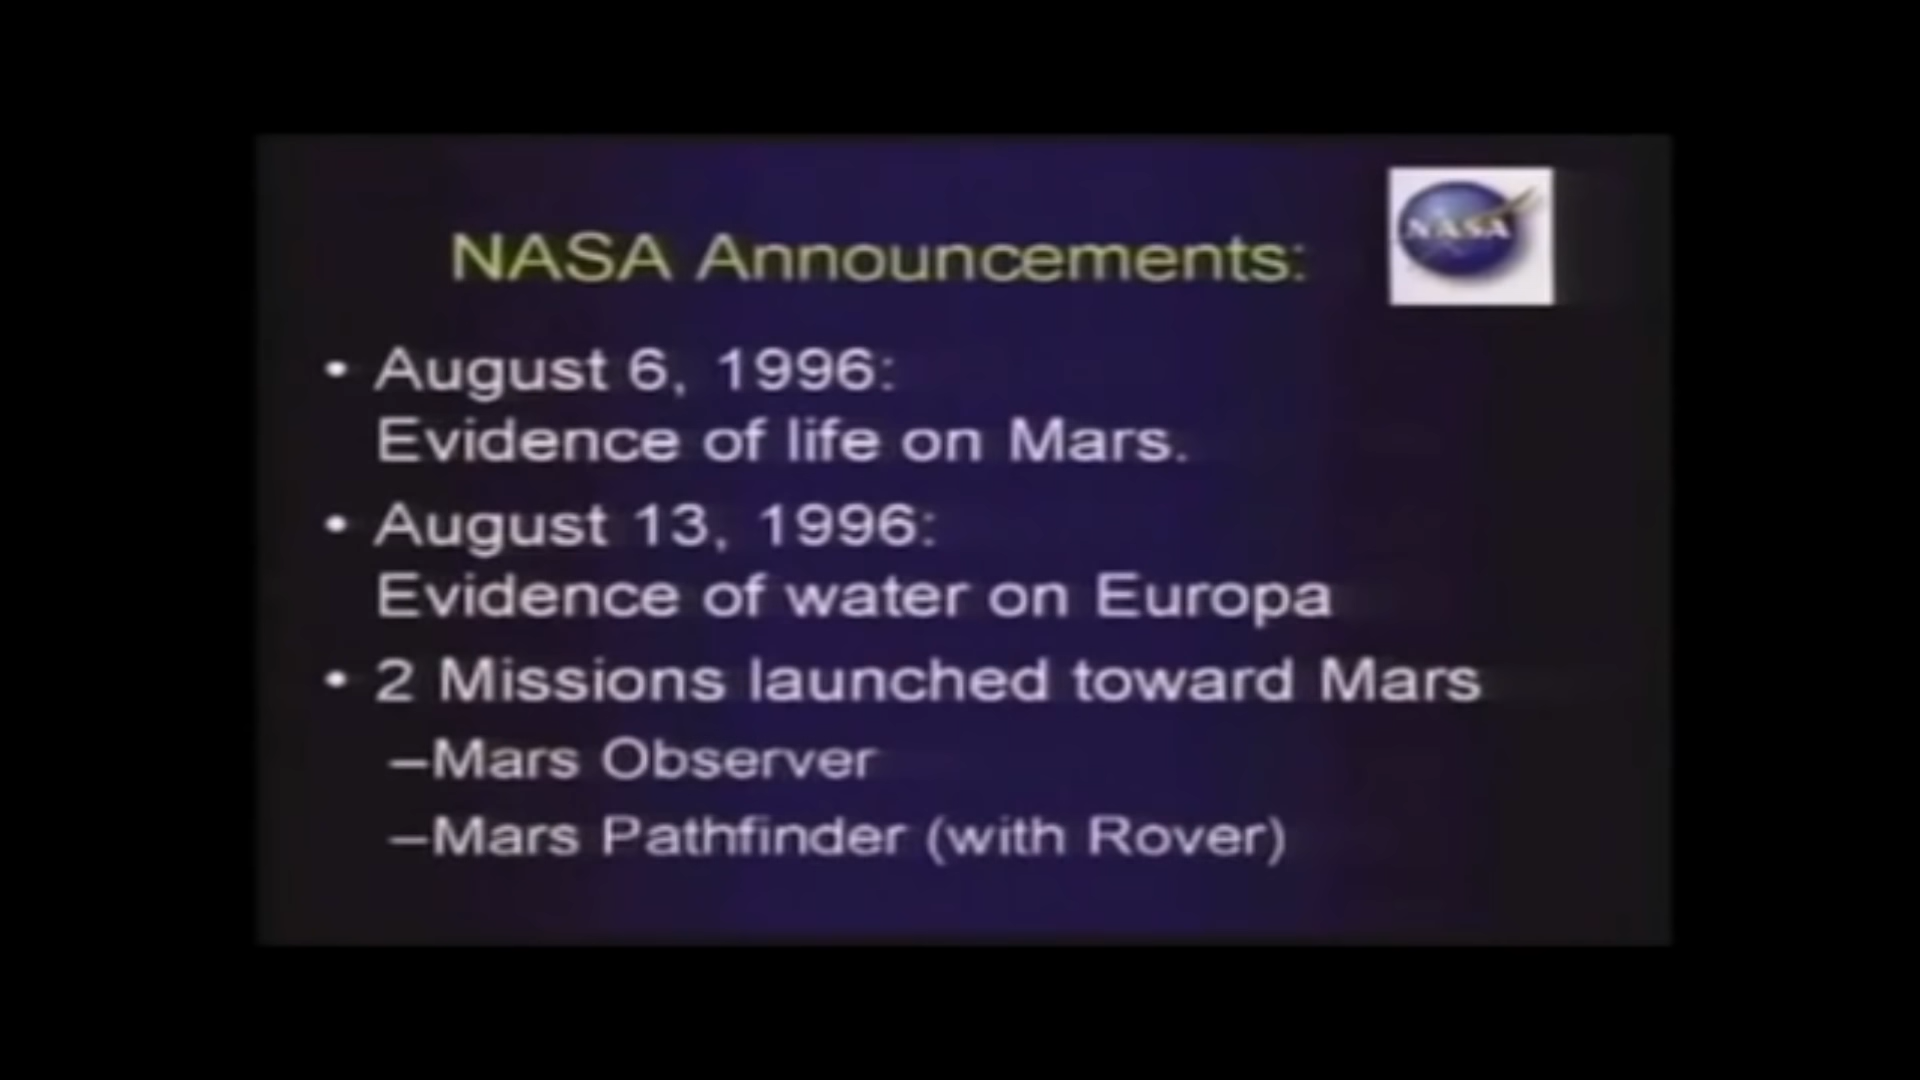 NASA
NASA Announcements:
• August 6, 1996:
Evidence of life on Mars.
• August 13, 1996:
Evidence of water on Europa
• 2 Missions launched toward Mars
–Mars Observer
–Mars Pathfinder (with Rover)